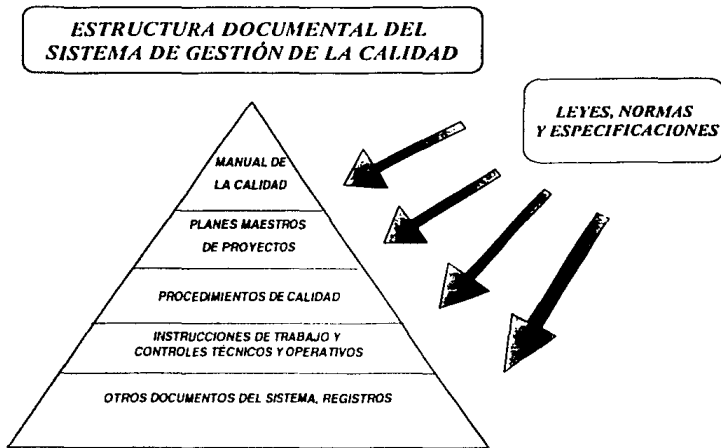 ESTRUCTURA DOCUMENTAL DEL
SISTEMA DE GESTIÓN DE LA CALIDAD
LEYES, NORMAS
Y ESPECIFICACIONES
MANUAL DE
LA CALIDAD
PLANES MAESTROS
DE PROYECTOS
PROCEDIMIENTOS DE CALIDAD
INSTRUCCIONES DE TRABAJO Y
CONTROLES TÉCNICOS Y OPERATIVOS
OTROS DOCUMENTOS DEL SISTEMA, REGISTROS